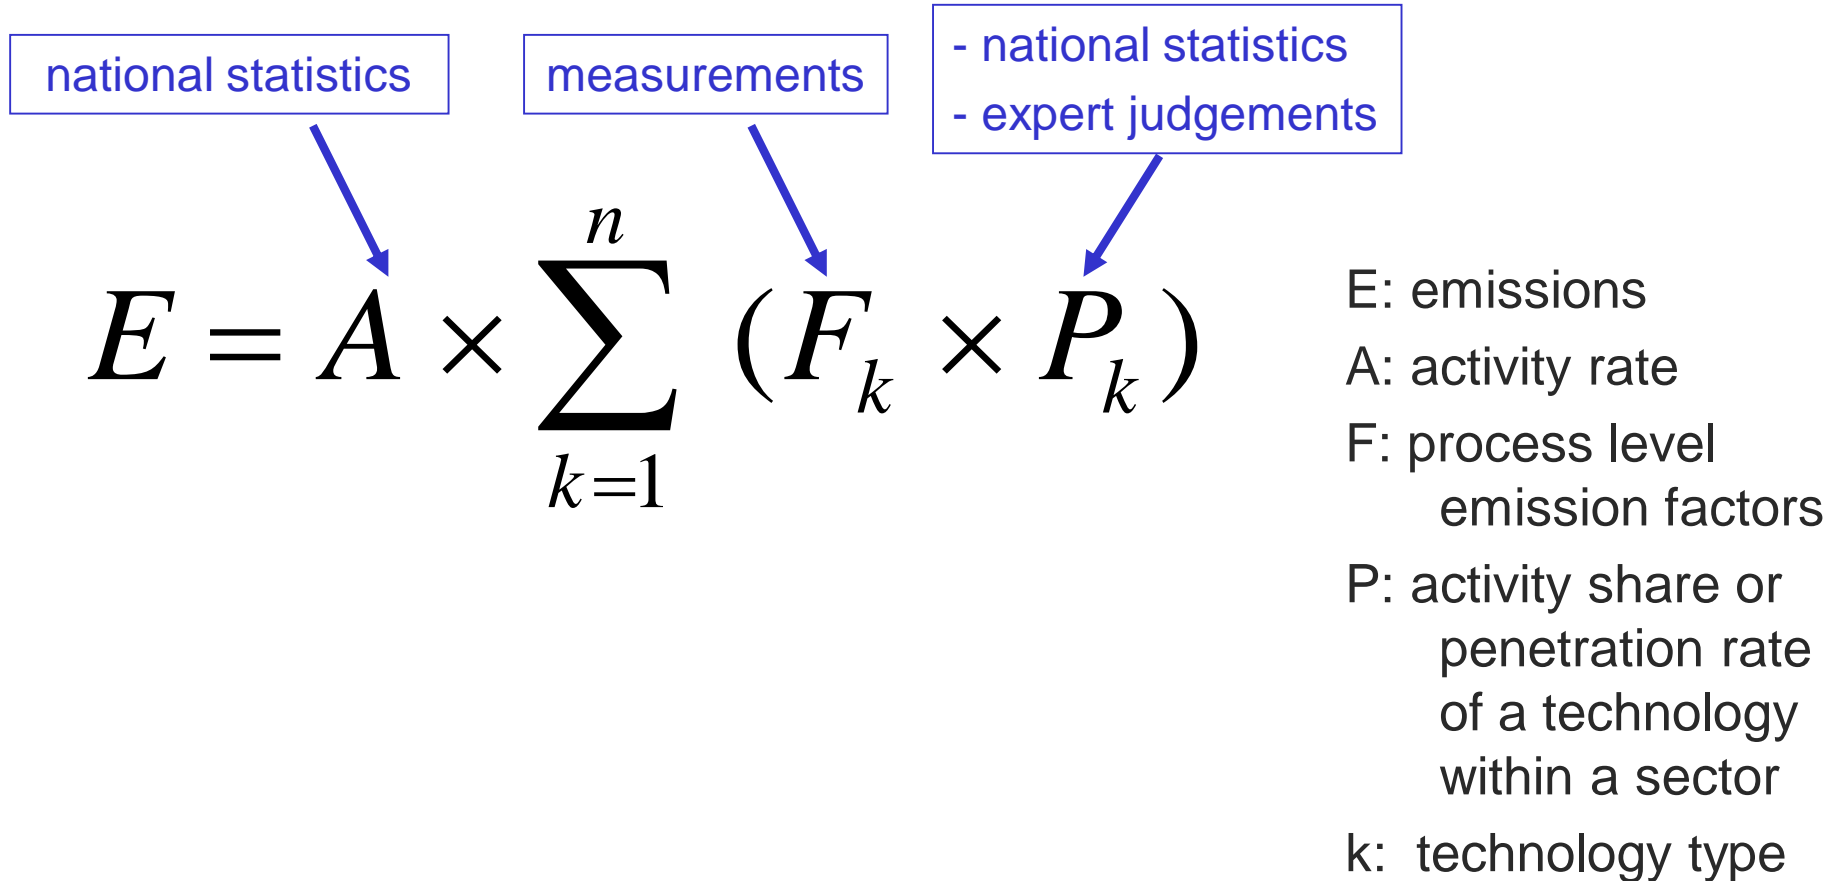 national statistics
measurements
- national statistics
- expert judgements
E = A × ∑ (F_k × P_k)
n
k=1
E: emissions
A: activity rate
F: process level
emission factors
P: activity share or
penetration rate
of a technology
within a sector
k: technology type